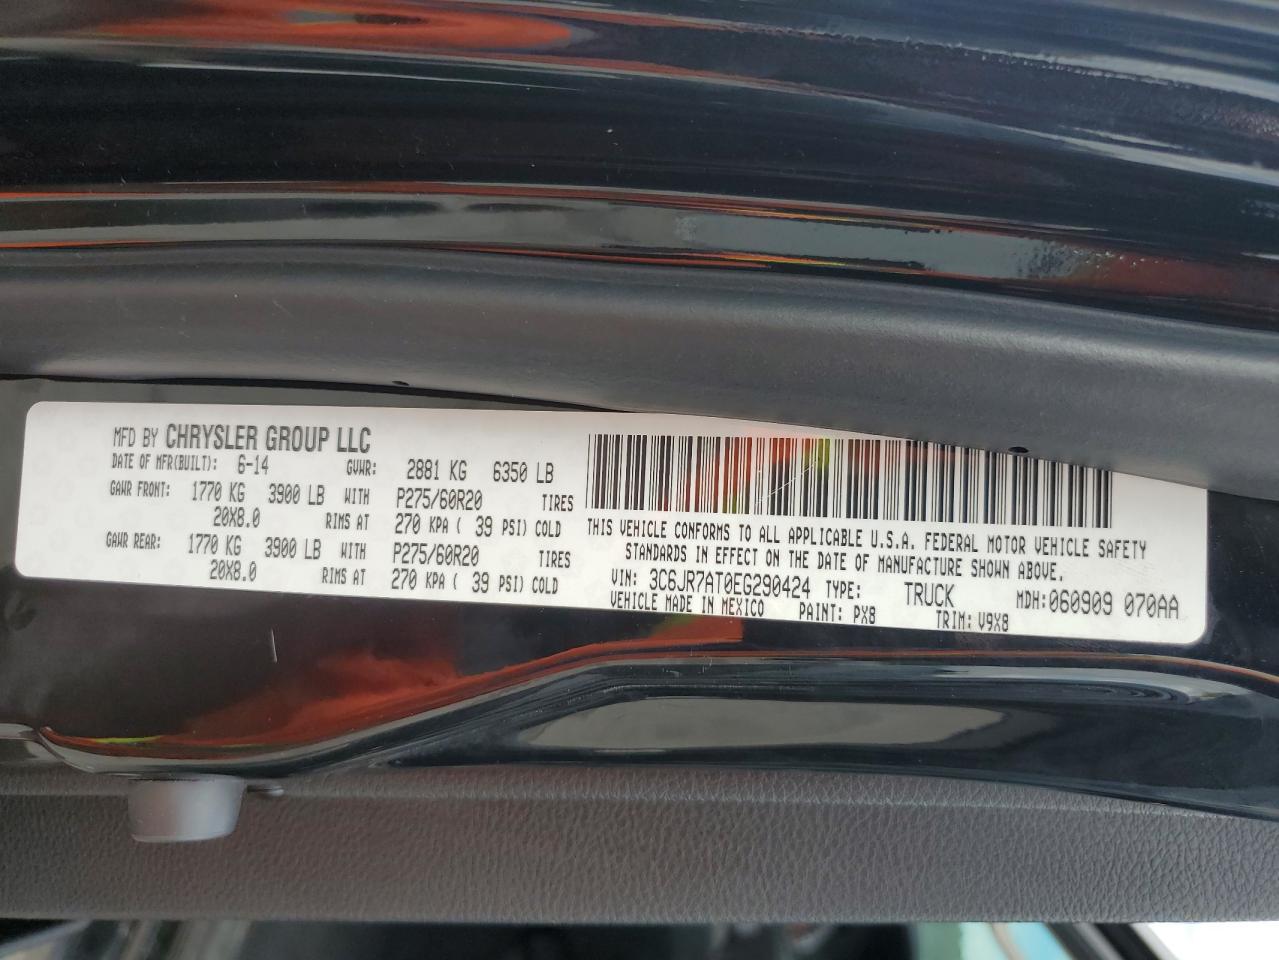 MFD BY CHRYSLER GROUP LLC
DATE OF MFR(BUILT): 6-14 GVWR: 2881 KG 6350 LB
GAWR FRONT: 1770 KG 3900 LB WITH P275/60R20 TIRES
20X8.0 RIMS AT 270 KPA ( 39 PSI) COLD
GAWR REAR: 1770 KG 3900 LB WITH P275/60R20 TIRES
20X8.0 RIMS AT 270 KPA ( 39 PSI) COLD
THIS VEHICLE CONFORMS TO ALL APPLICABLE U.S.A. FEDERAL MOTOR VEHICLE SAFETY
STANDARDS IN EFFECT ON THE DATE OF MANUFACTURE SHOWN ABOVE.
VIN: 3C6JR7AT0EG290424 TYPE: TRUCK MDH:060909 070AA
VEHICLE MADE IN MEXICO PAINT: PX8 TRIM: V9X8